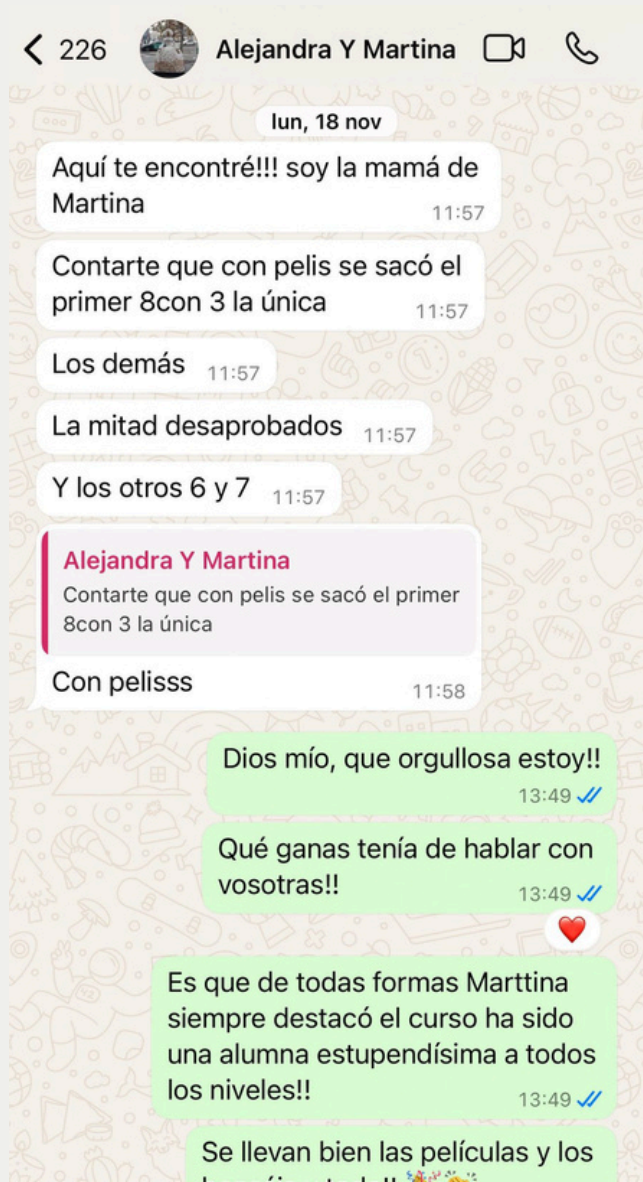 226
Alejandra Y Martina
lun, 18 nov
Aquí te encontré!!! soy la mamá de
Martina
11:57
Contarte que con pelis se sacó el
primer 8con 3 la única
11:57
Los demás
11:57
La mitad desaprobados
11:57
Y los otros 6 y 7
11:57
Alejandra Y Martina
Contarte que con pelis se sacó el primer
8con 3 la única
Con pelisss
11:58
Dios mío, que orgullosa estoy!!
13:49
Qué ganas tenía de hablar con
vosotras!!
13:49
Es que de todas formas Marttina
siempre destacó el curso ha sido
una alumna estupendísima a todos
los niveles!!
13:49
Se llevan bien las películas y los